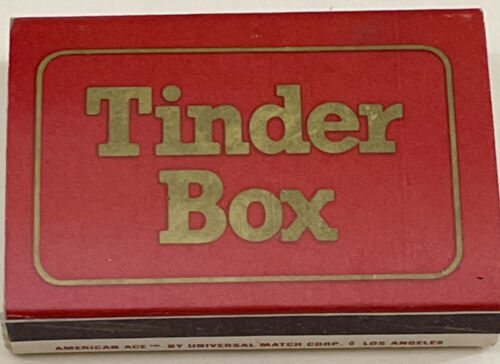 Tinder
Box
AMERICAN ACE™ BY UNIVERSAL MATCH CORP. ◊ LOS ANGELES